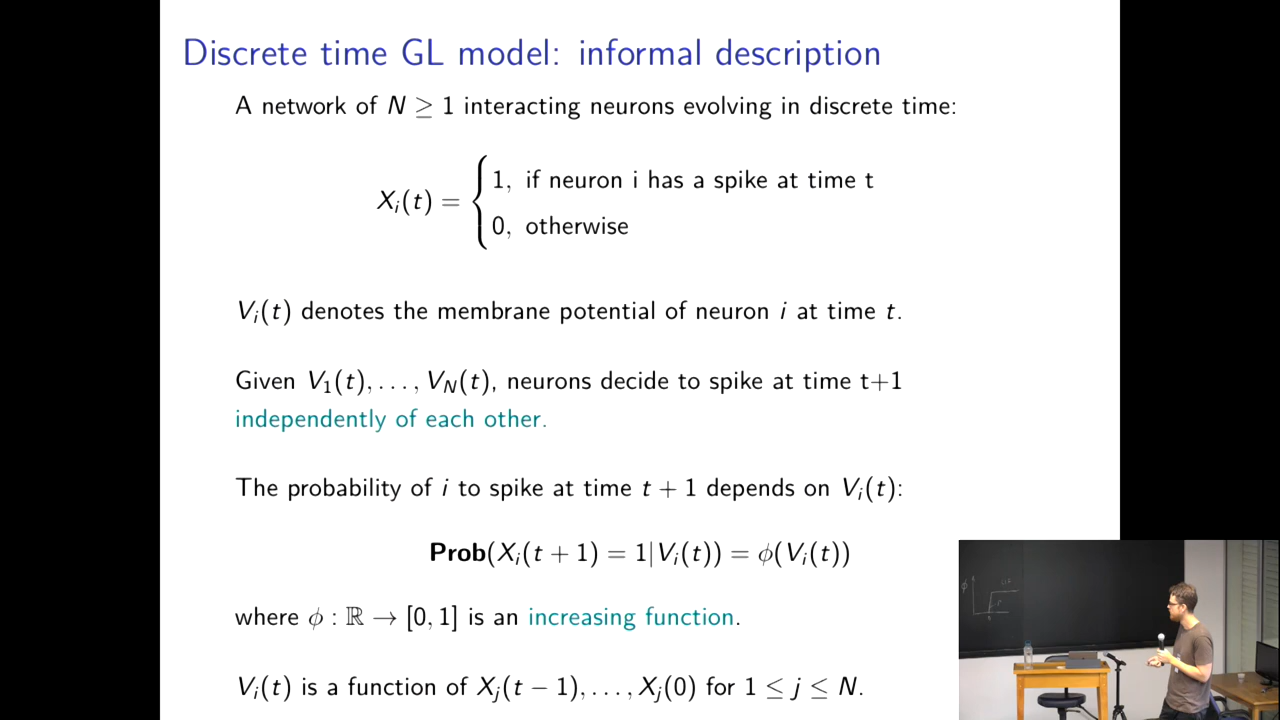 Discrete time GL model: informal description
A network of N ≥ 1 interacting neurons evolving in discrete time:
X_i(t) = { 1, if neuron i has a spike at time t
0, otherwise
V_i(t) denotes the membrane potential of neuron i at time t.
Given V_1(t), . . . , V_N(t), neurons decide to spike at time t+1
independently of each other.
The probability of i to spike at time t + 1 depends on V_i(t):
Prob(X_i(t + 1) = 1|V_i(t)) = ϕ(V_i(t))
where ϕ : ℝ → [0, 1] is an increasing function.
V_i(t) is a function of X_j(t − 1), . . . , X_j(0) for 1 ≤ j ≤ N.